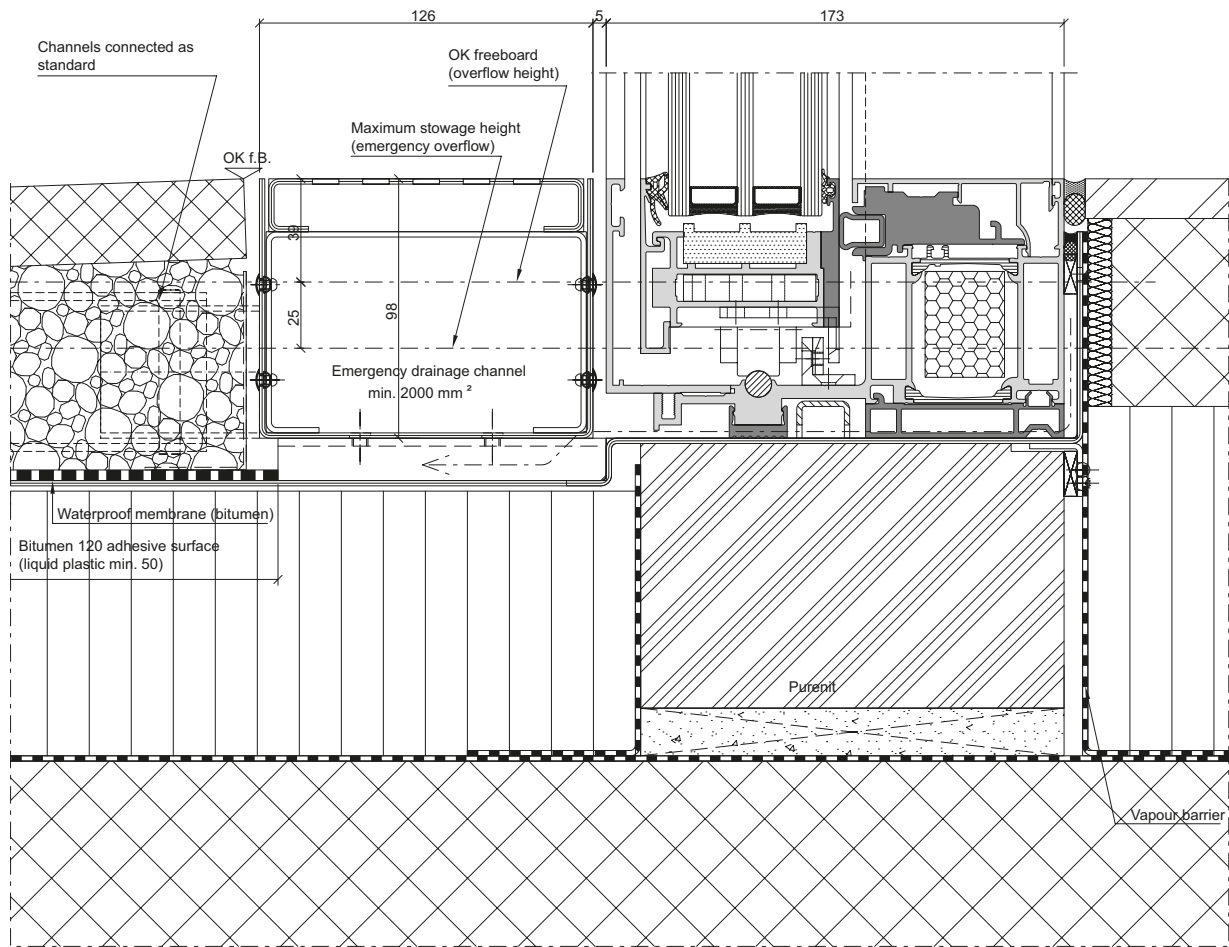 126
5
173
Channels connected as
standard
OK freeboard
(overflow height)
Maximum stowage height
(emergency overflow)
OK f.B.
39
25
98
Emergency drainage channel
min. 2000 mm ²
Waterproof membrane (bitumen)
Bitumen 120 adhesive surface
(liquid plastic min. 50)
Purenit
Vapour barrier